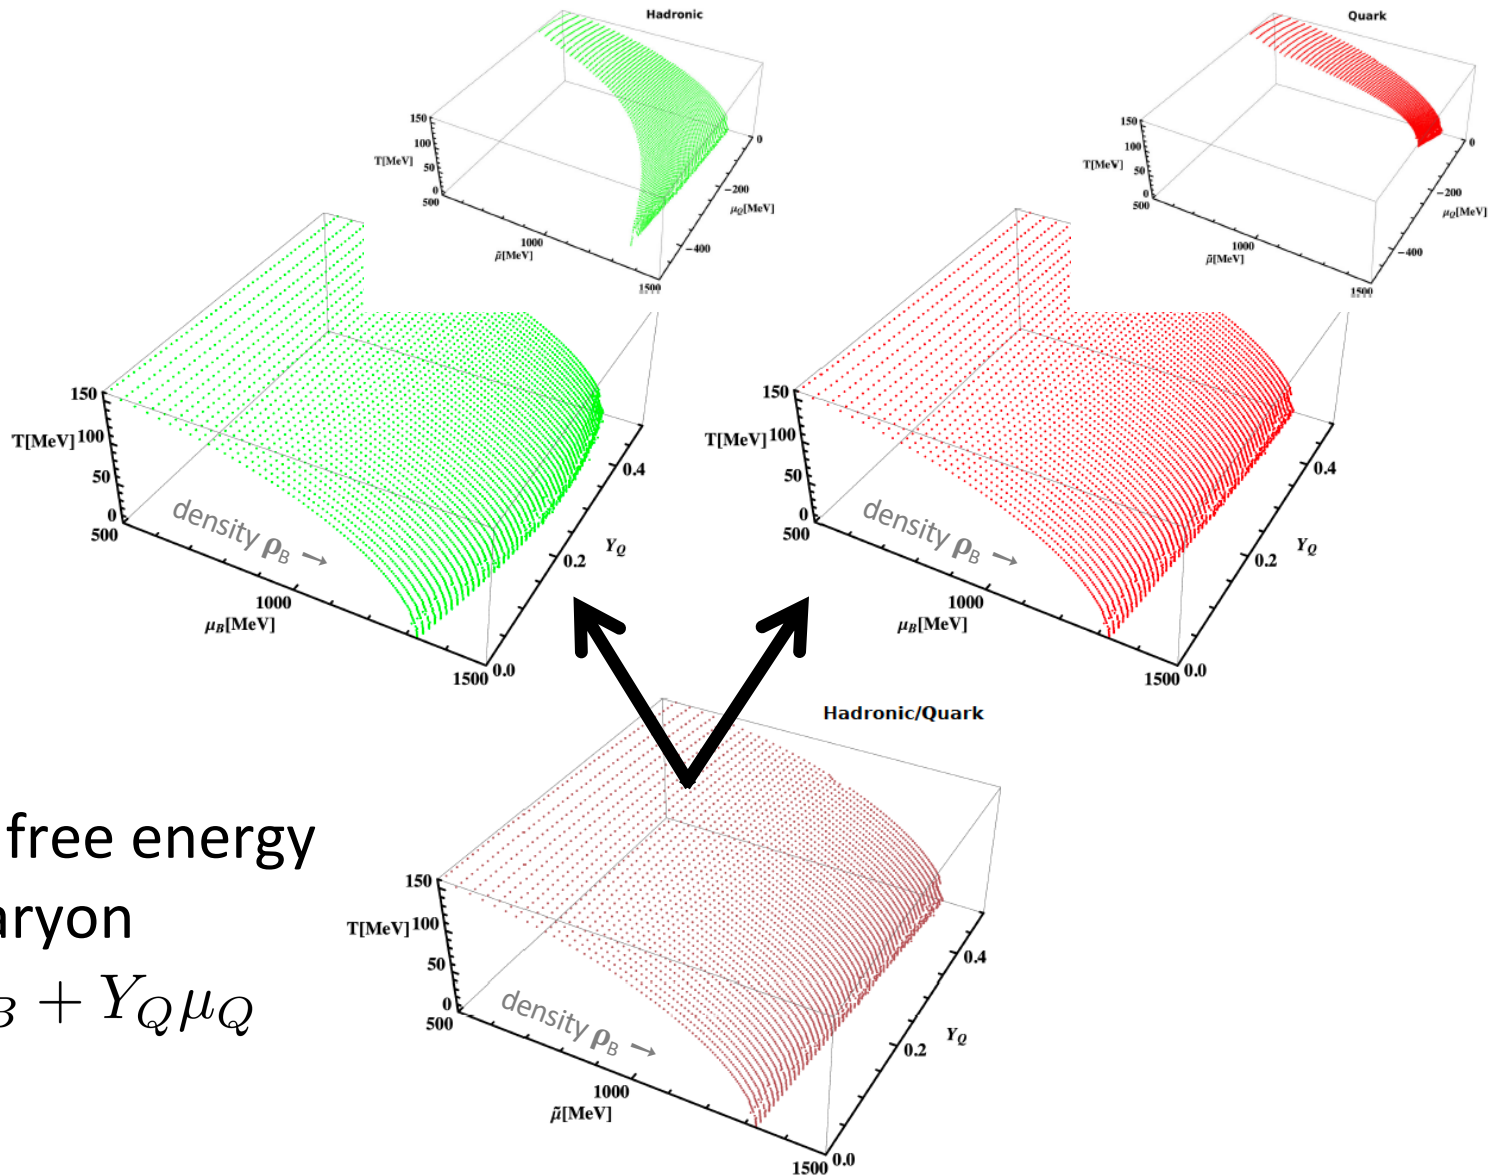 Hadronic
150
100
T[MeV]
50
0
500
1000
μ̃[MeV]
1500
0
−200
μQ[MeV]
−400
Quark
150
100
T[MeV]
50
0
500
1000
μ̃[MeV]
1500
0
−200
μQ[MeV]
−400
150
T[MeV] 100
50
0
500
density ρB →
1000
μB[MeV]
1500
0.0
0.2
YQ
0.4
150
T[MeV] 100
50
0
500
density ρB →
1000
μB[MeV]
1500
0.0
0.2
YQ
0.4
Hadronic/Quark
150
T[MeV] 100
50
0
500
density ρB →
1000
μ̃[MeV]
1500
0.0
0.2
YQ
0.4
free energy
aryon
B + YQμQ